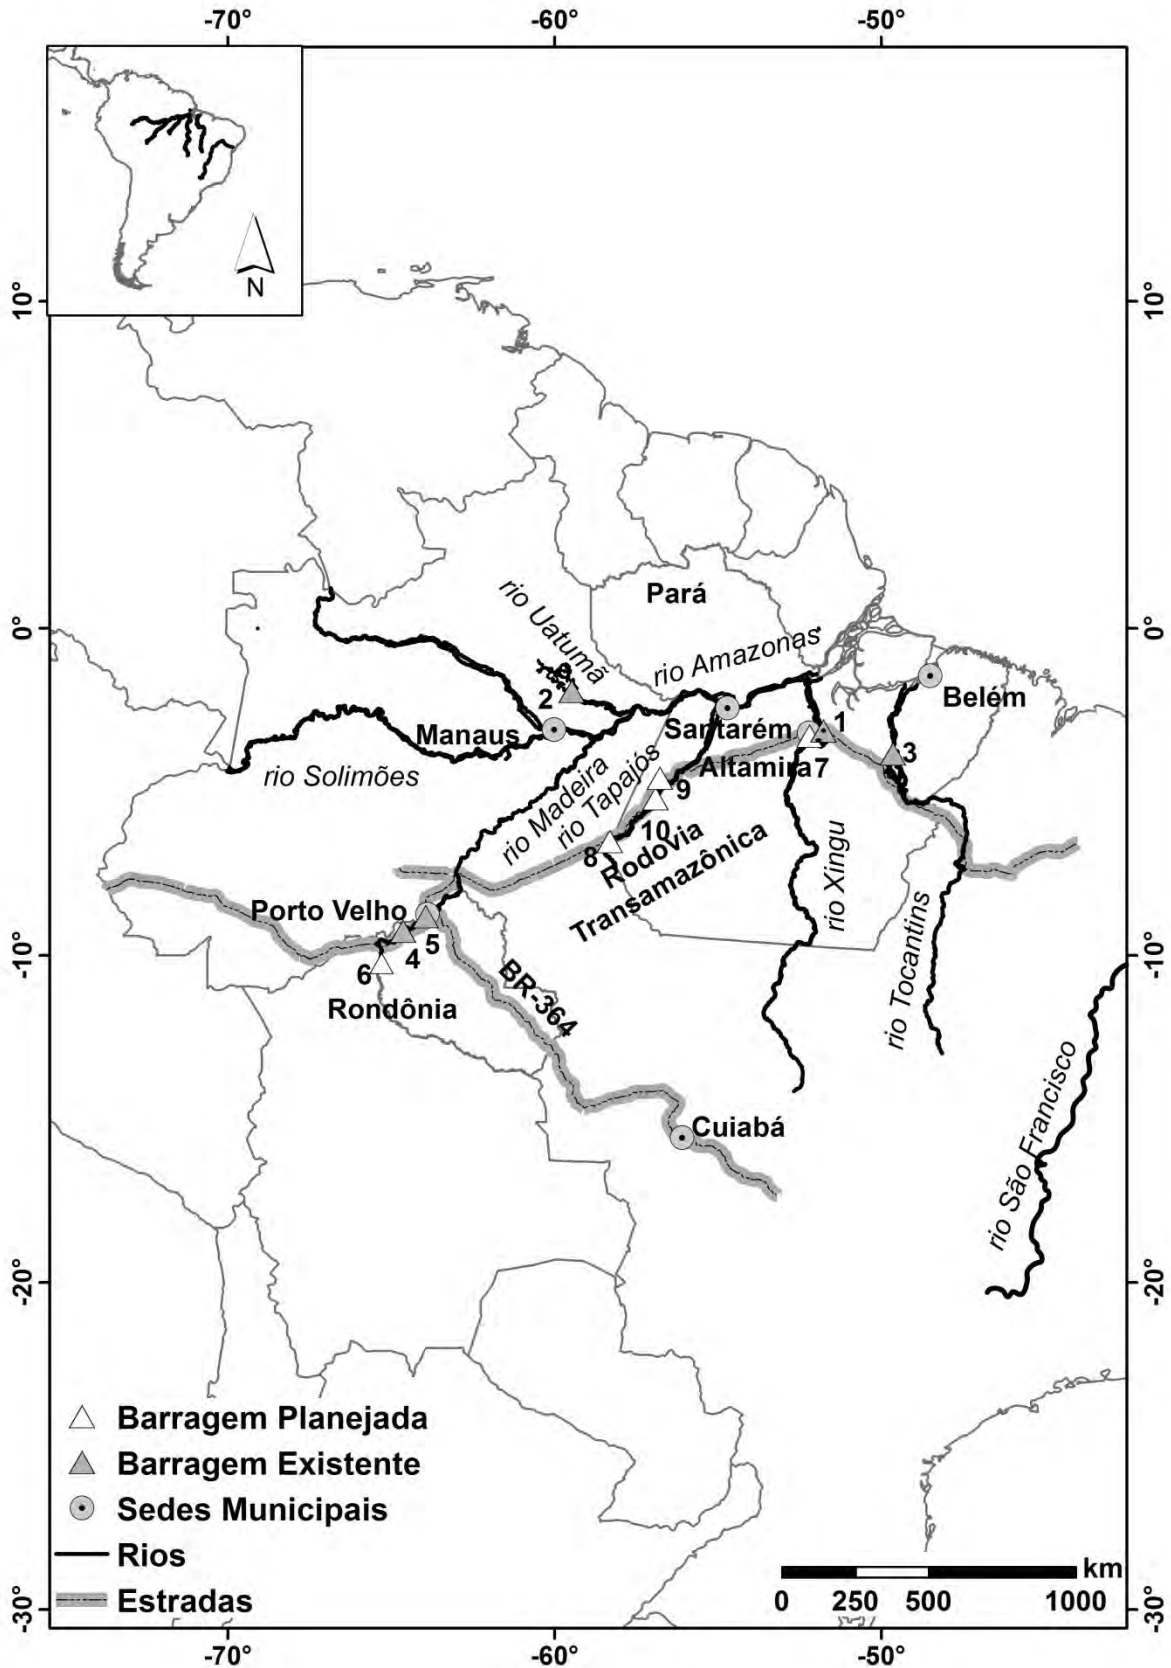 -70°
-60°
-50°
N
10°
10°
Pará
rio Uatumã
0°
0°
rio Amazonas
2
Belém
Manaus
Santarém
1
rio Solimões
Altamira
7
3
rio Madeira
rio Tapajós
9
10
8
Rodovia
Transamazônica
rio Xingu
Porto Velho
5
4
6
-10°
-10°
Rondônia
BR-364
rio Tocantins
rio São Francisco
Cuiabá
-20°
-20°
Barragem Planejada
Barragem Existente
Sedes Municipais
Rios
Estradas
km
0 250 500 1000
-30°
-30°
-70°
-60°
-50°